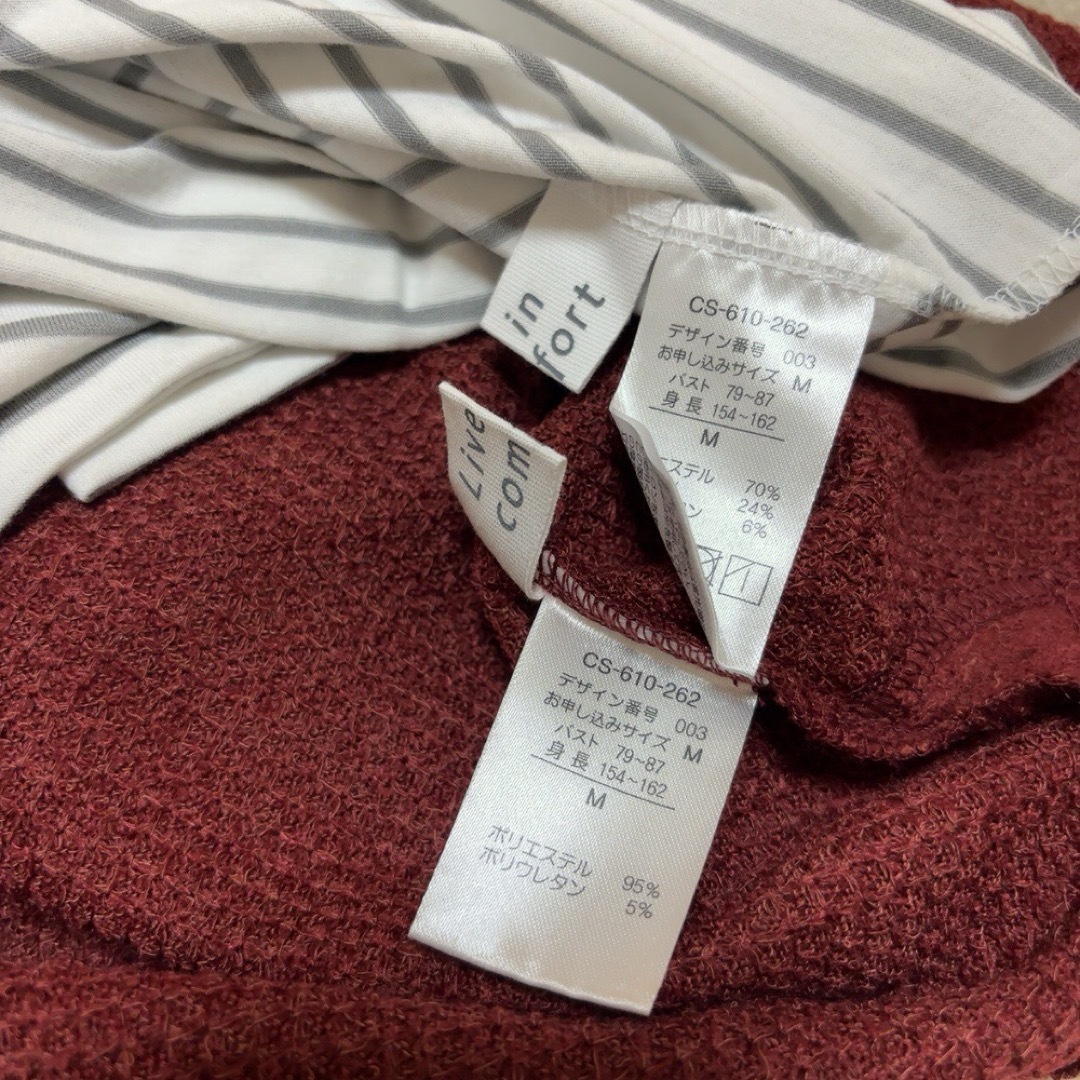 in
fort
Live
com
CS-610-262
デザイン番号 003
お申し込みサイズ M
バスト 79~87
身長 154~162
M
ステル 70%
24%
ン 6%
CS-610-262
デザイン番号 003
お申し込みサイズ M
バスト 79~87
身長 154~162
M
ポリエステル 95%
ポリウレタン 5%